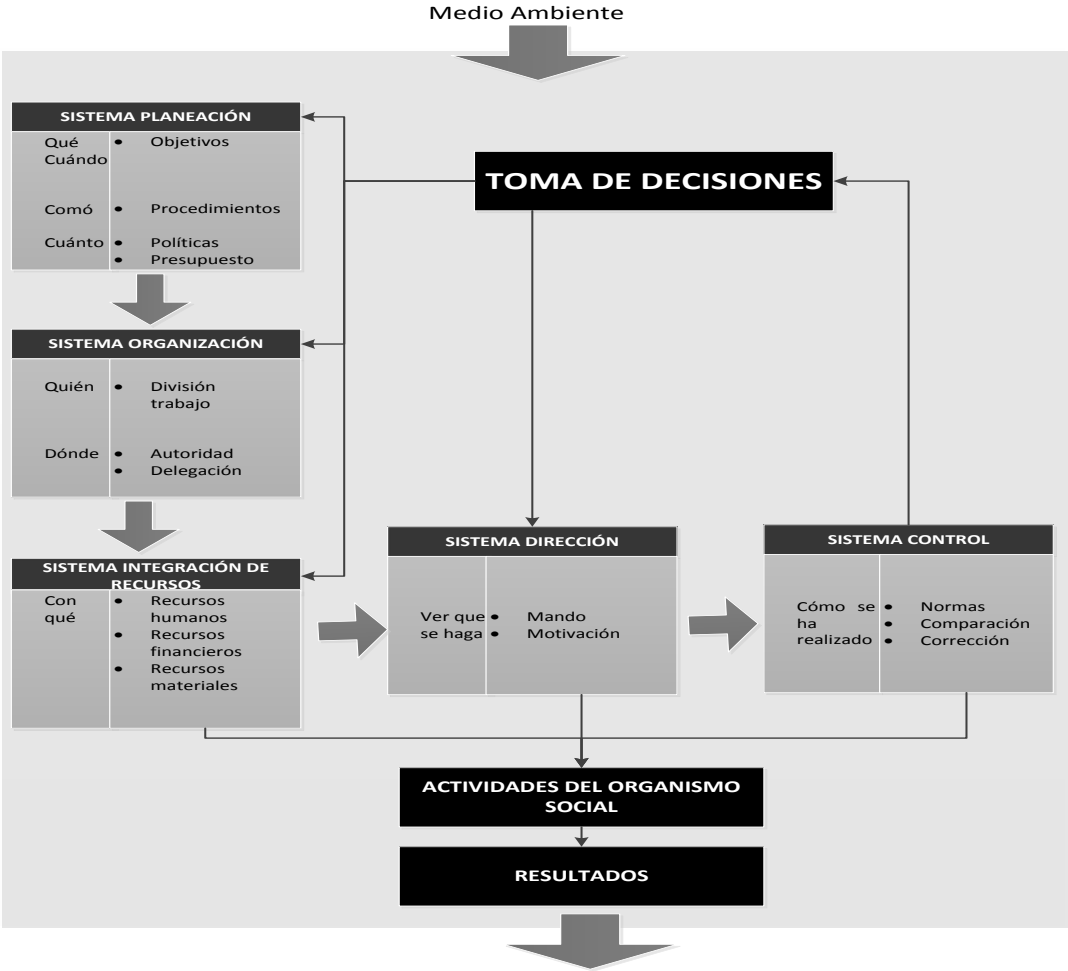 Medio Ambiente
SISTEMA PLANEACIÓN
Qué • Objetivos
Cuándo
Comó • Procedimientos
Cuánto • Políticas
• Presupuesto
TOMA DE DECISIONES
SISTEMA ORGANIZACIÓN
Quién • División
trabajo
Dónde • Autoridad
• Delegación
SISTEMA INTEGRACIÓN DE
RECURSOS
Con • Recursos
qué humanos
• Recursos
financieros
• Recursos
materiales
SISTEMA DIRECCIÓN
Ver que • Mando
se haga • Motivación
SISTEMA CONTROL
Cómo se • Normas
ha • Comparación
realizado • Corrección
ACTIVIDADES DEL ORGANISMO
SOCIAL
RESULTADOS